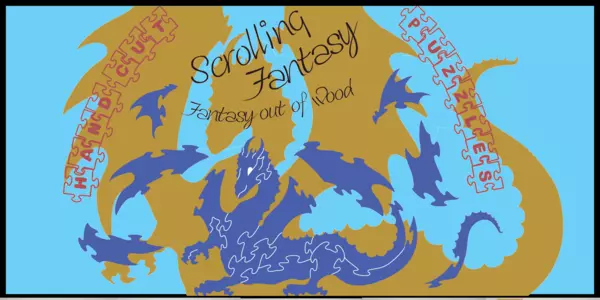 Scrolling
Fantasy
Fantasy out of Wood
HAND CUT
PUZZLES